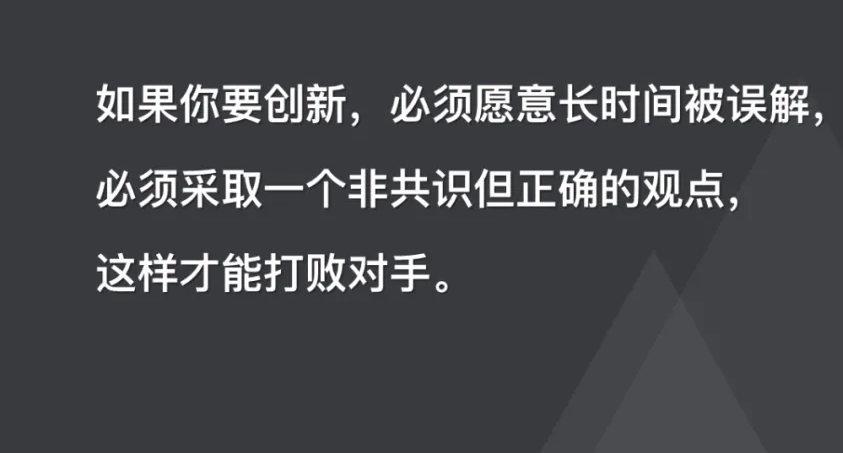 如果你要创新，必须愿意长时间被误解，
必须采取一个非共识但正确的观点，
这样才能打败对手。